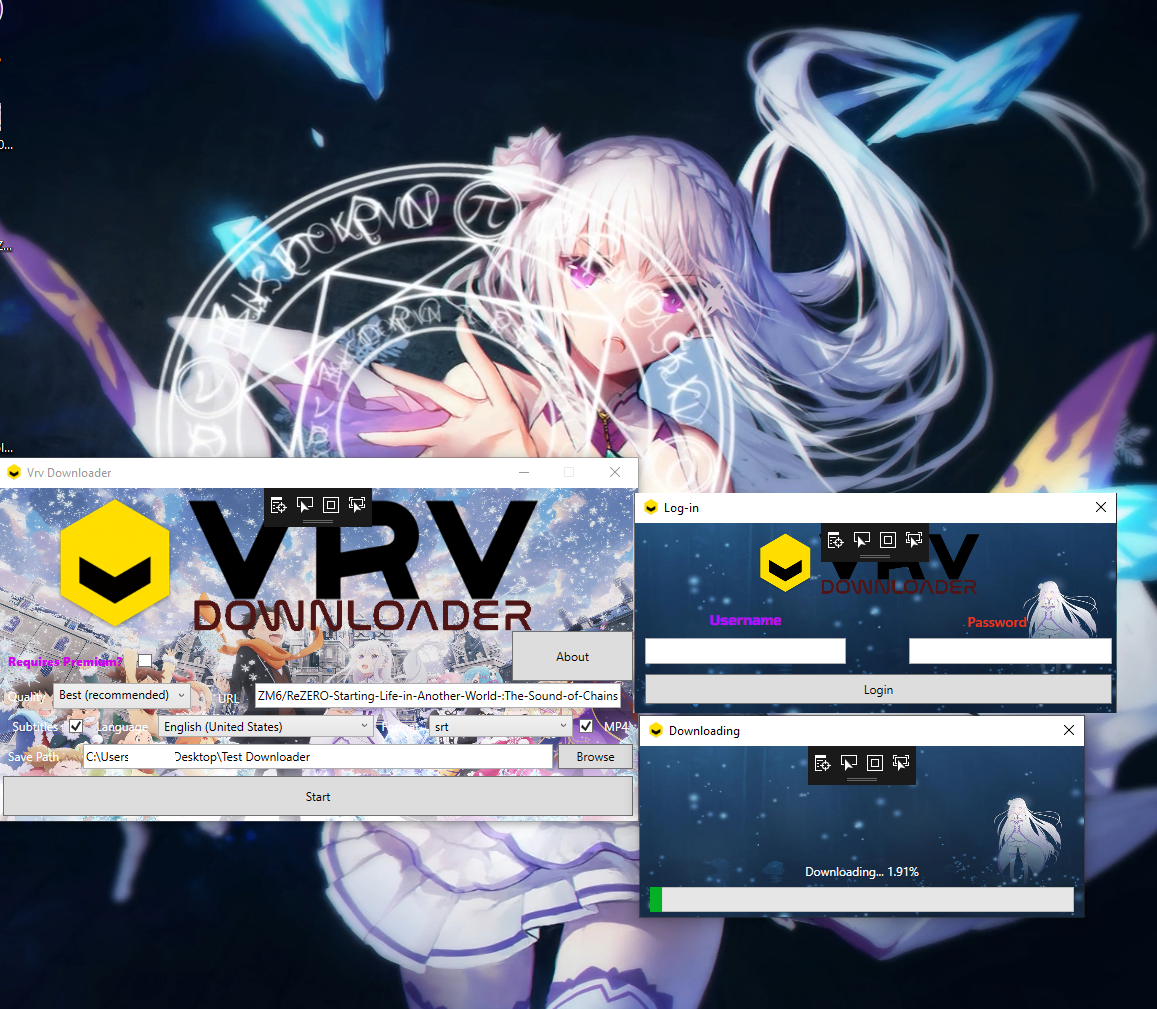 Vrv Downloader
VRV
DOWNLOADER
Requires Premium?
About
Quality
Best (recommended)
URL
ZM6/ReZERO-Starting-Life-in-Another-World-:The-Sound-of-Chains
Subtitles
Language
English (United States)
srt
MP4
Save Path
C:\Users
Desktop\Test Downloader
Browse
Start
Log-in
VRV
DOWNLOADER
Username
Password
Login
Downloading
Downloading... 1.91%